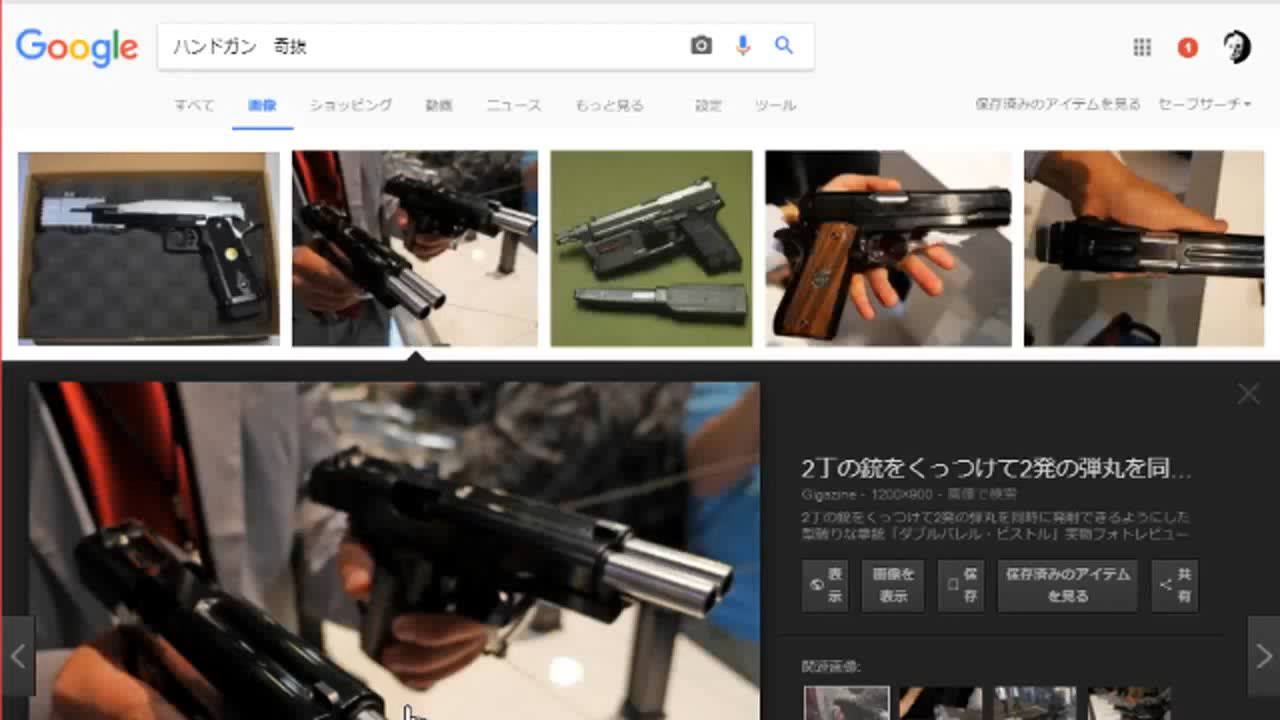 Google
ハンドガン 奇抜
1
すべて 画像 ショッピング 動画 ニュース もっと見る 設定 ツール 保存済みのアイテムを見る セーフサーチ
2丁の銃をくっつけて2発の弾丸を同...
Gigazine - 1200×900 - 画像で検索
2丁の銃をくっつけて2発の弾丸を同時に発射できるようにした
型破りな拳銃「ダブルバレル・ピストル」実物フォトレビュー
表示
画像を表示
保存
保存済みのアイテムを見る
共有
関連画像: